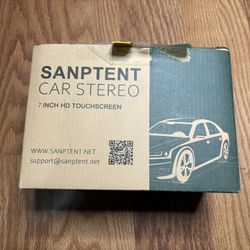 SANPTENT
CAR STEREO
7 INCH HD TOUCHSCREEN
WWW.SANPTENT.NET
support@sanptent.net